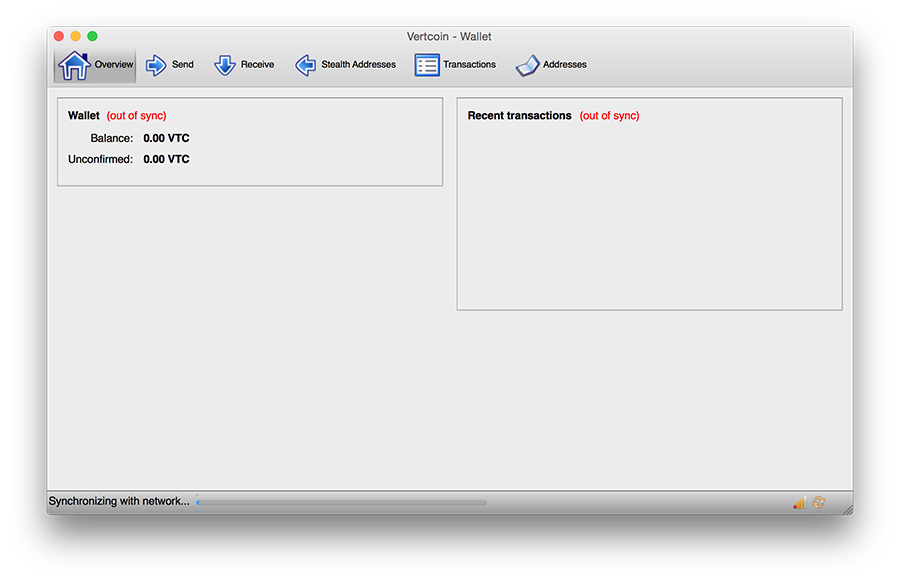 Vertcoin - Wallet
Overview Send Receive Stealth Addresses Transactions Addresses
Wallet (out of sync)
Balance: 0.00 VTC
Unconfirmed: 0.00 VTC
Recent transactions (out of sync)
Synchronizing with network...